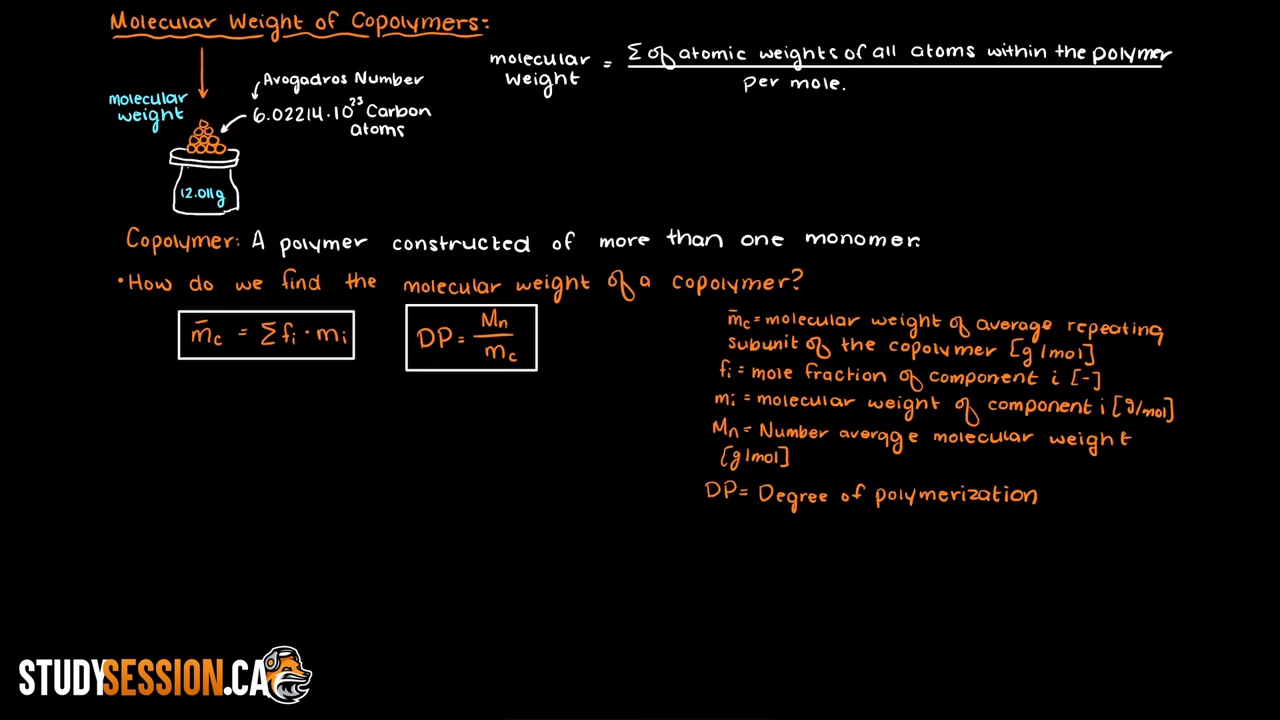 Molecular Weight of Copolymers:
molecular weight = Σ of atomic weights of all atoms within the polymer
per mole.
Avogadros Number
molecular
weight
6.02214·10²³ Carbon
atoms
12.011g
Copolymer: A polymer constructed of more than one monomer.
• How do we find the molecular weight of a copolymer?
m̄c = Σfi · mi
DP = Mn / mc
m̄c = molecular weight of average repeating
subunit of the copolymer [g/mol]
fi = mole fraction of component i [-]
mi = molecular weight of component i [g/mol]
Mn = Number average molecular weight
[g/mol]
DP = Degree of polymerization
STUDYSESSION.CA